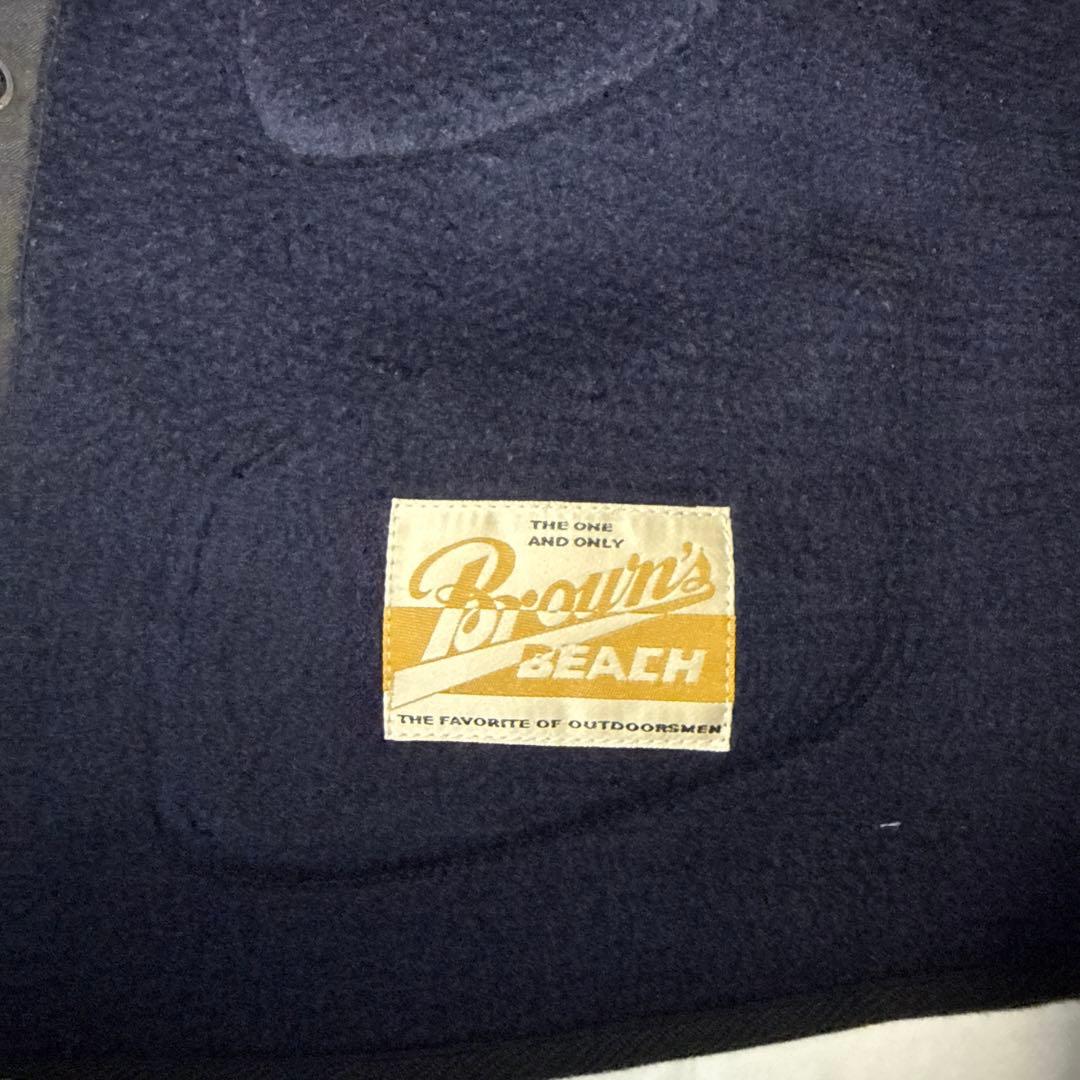 THE ONE
AND ONLY
Brown's
BEACH
THE FAVORITE OF OUTDOORSMEN